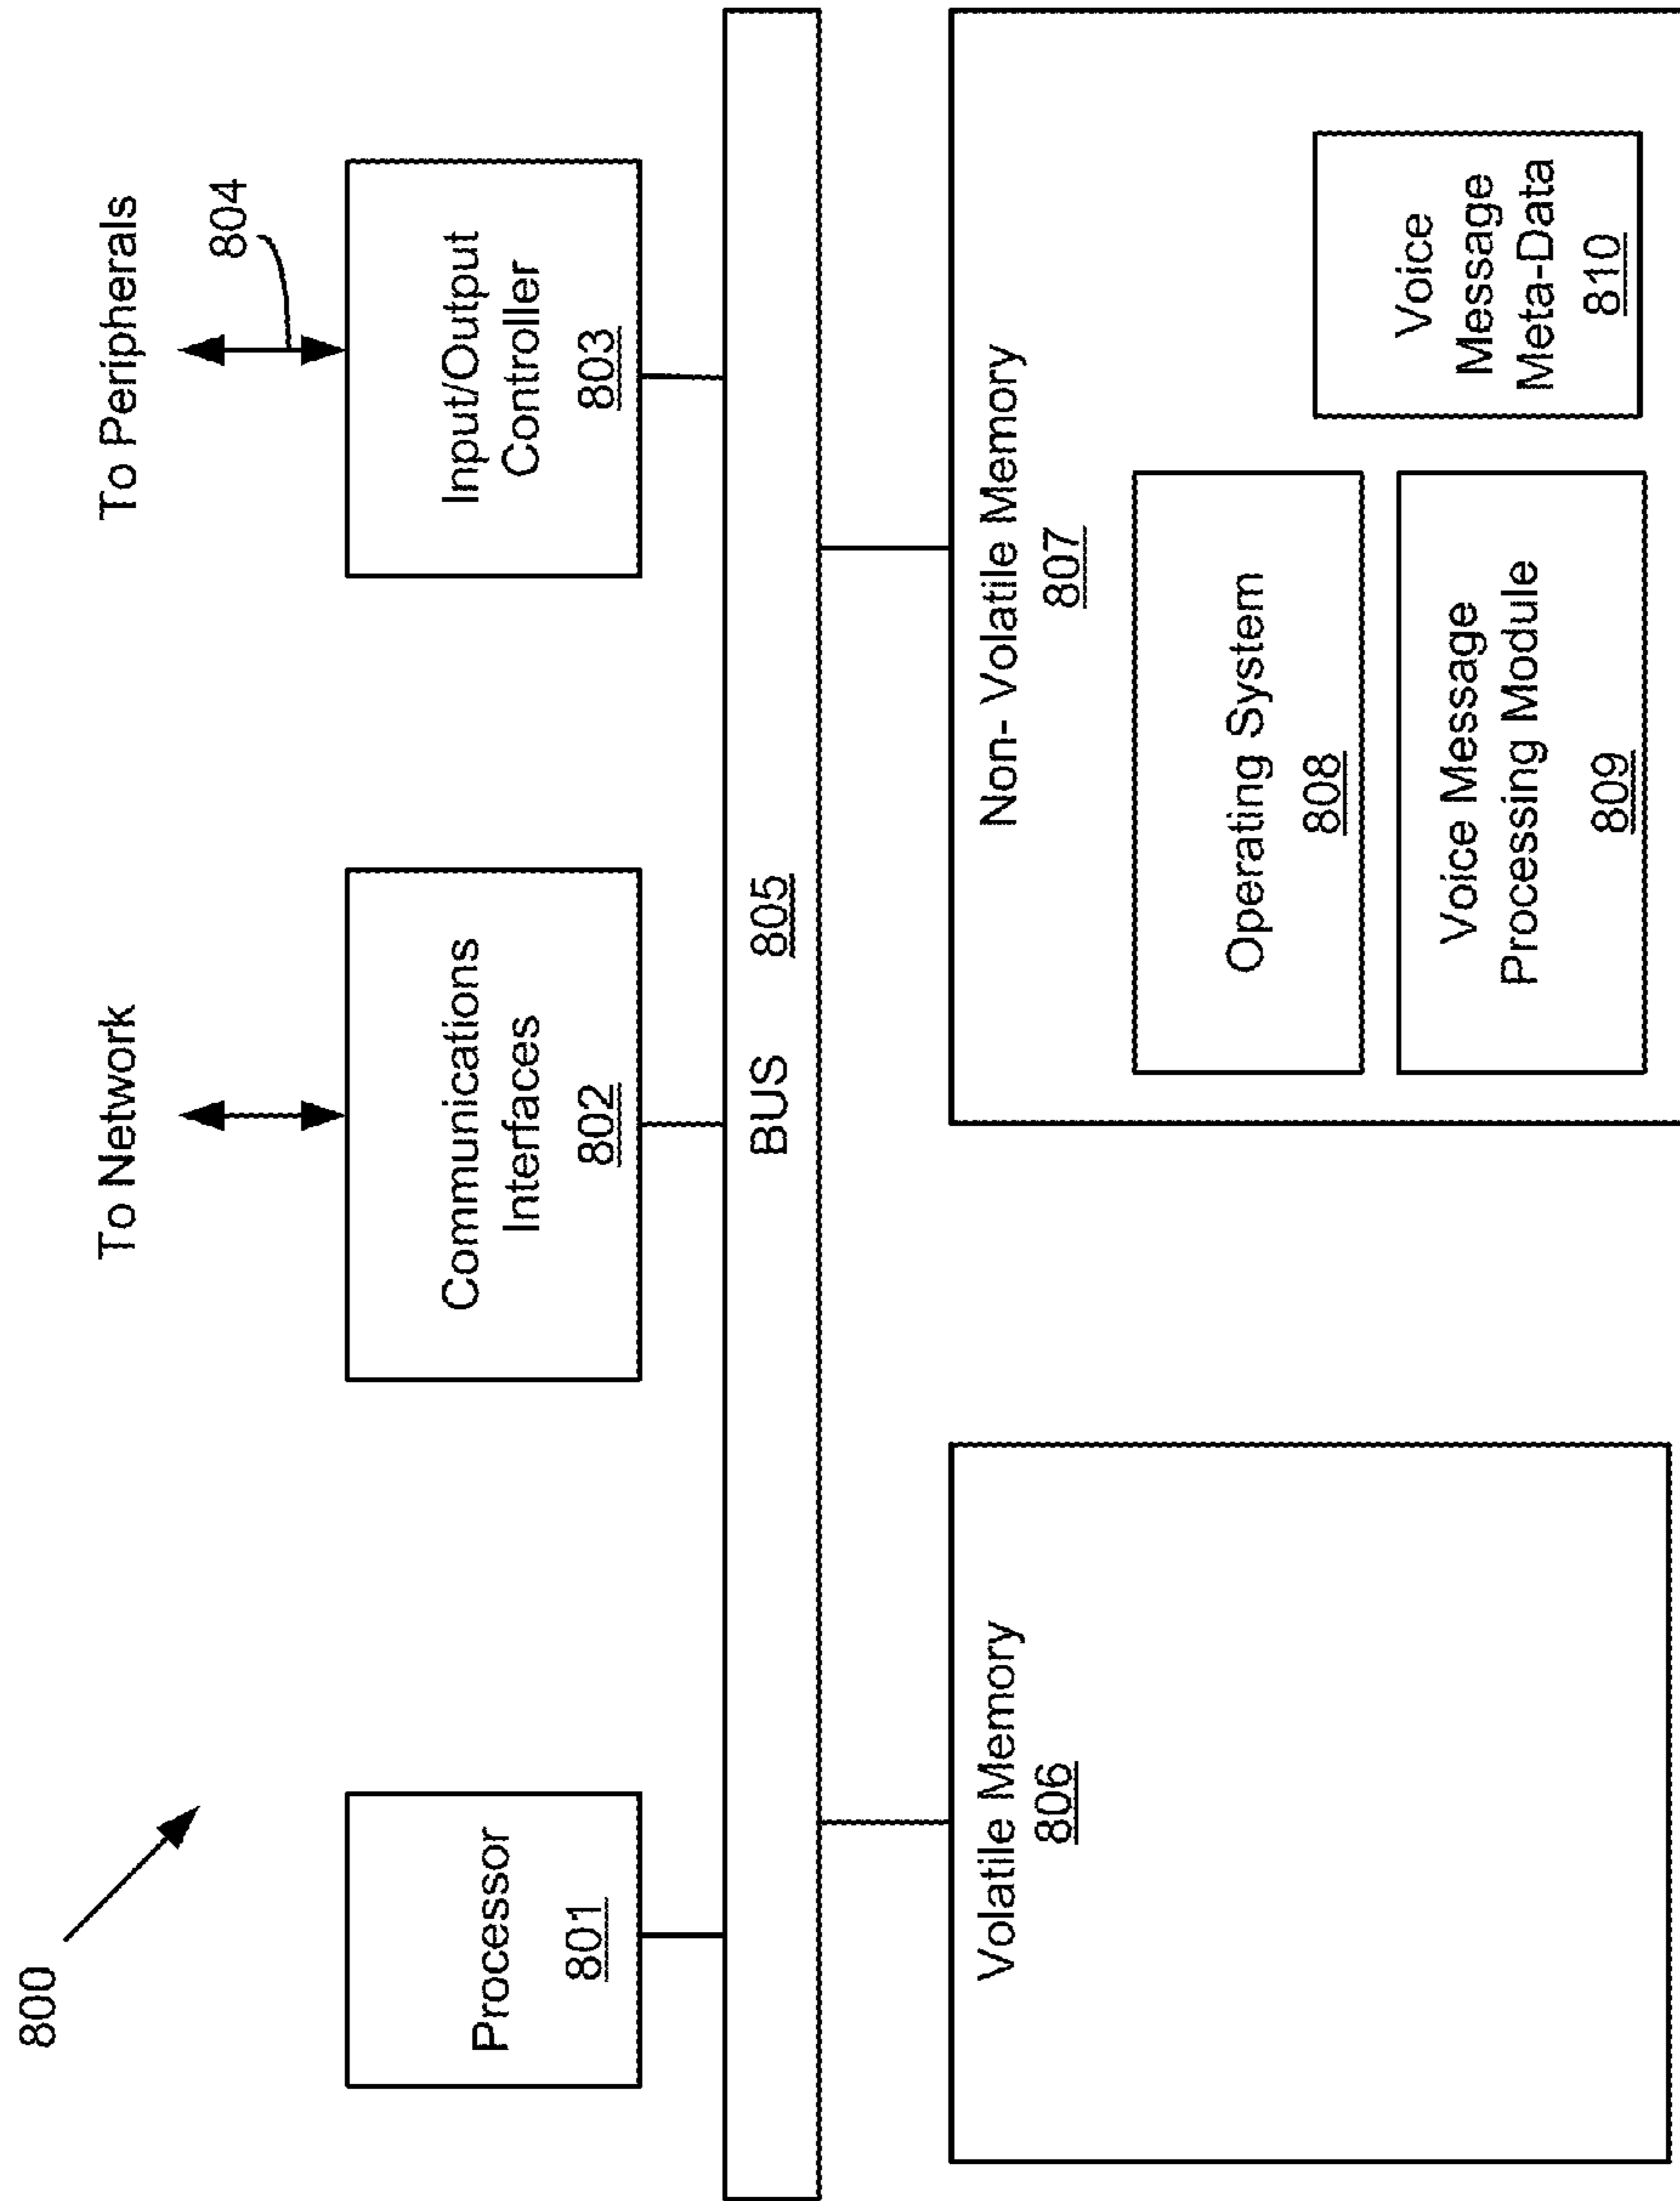 800
To Network
To Peripherals
804
Processor
801
Communications
Interfaces
802
Input/Output
Controller
803
BUS 805
Volatile Memory
806
Non- Volatile Memory
807
Operating System
808
Voice Message
Processing Module
809
Voice
Message
Meta-Data
810